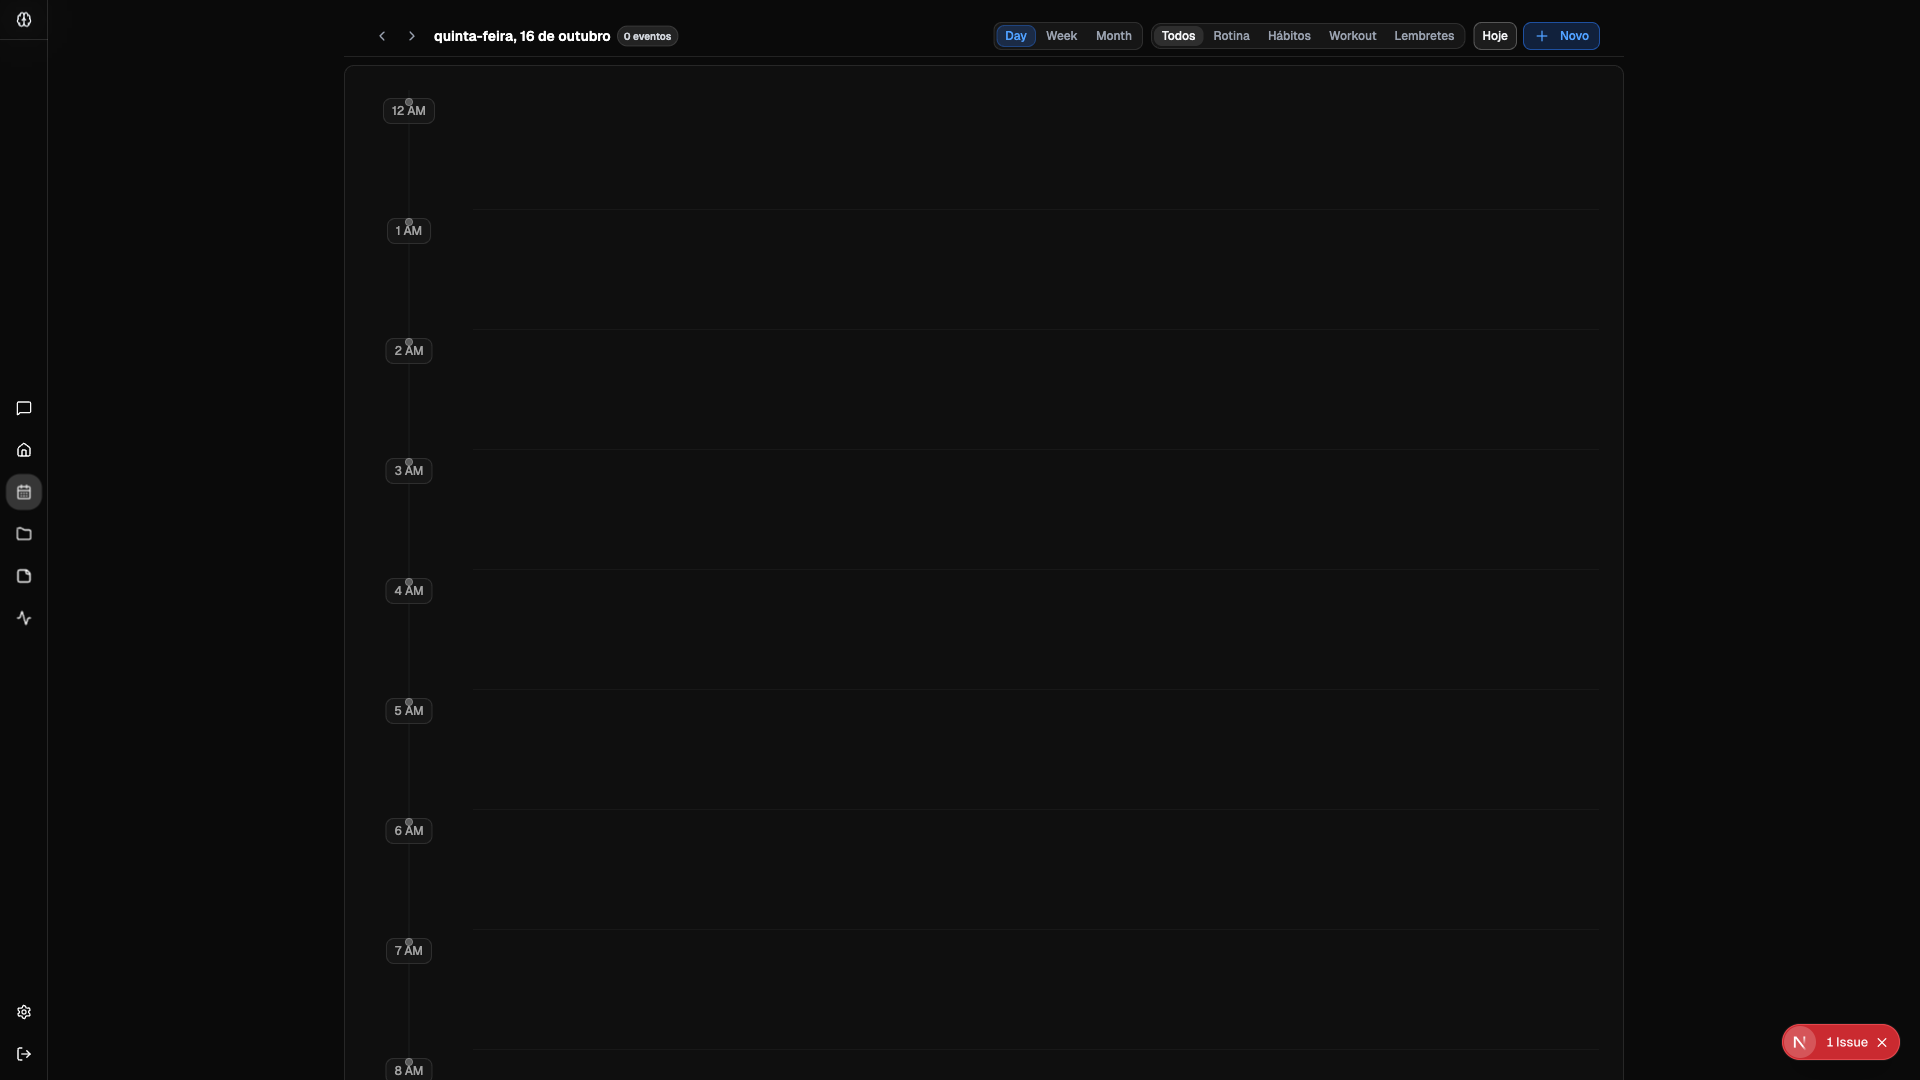 quinta-feira, 16 de outubro 0 eventos Day Week Month Todos Rotina Hábitos Workout Lembretes Hoje + Novo
12 AM
1 AM
2 AM
3 AM
4 AM
5 AM
6 AM
7 AM
8 AM
N 1 Issue